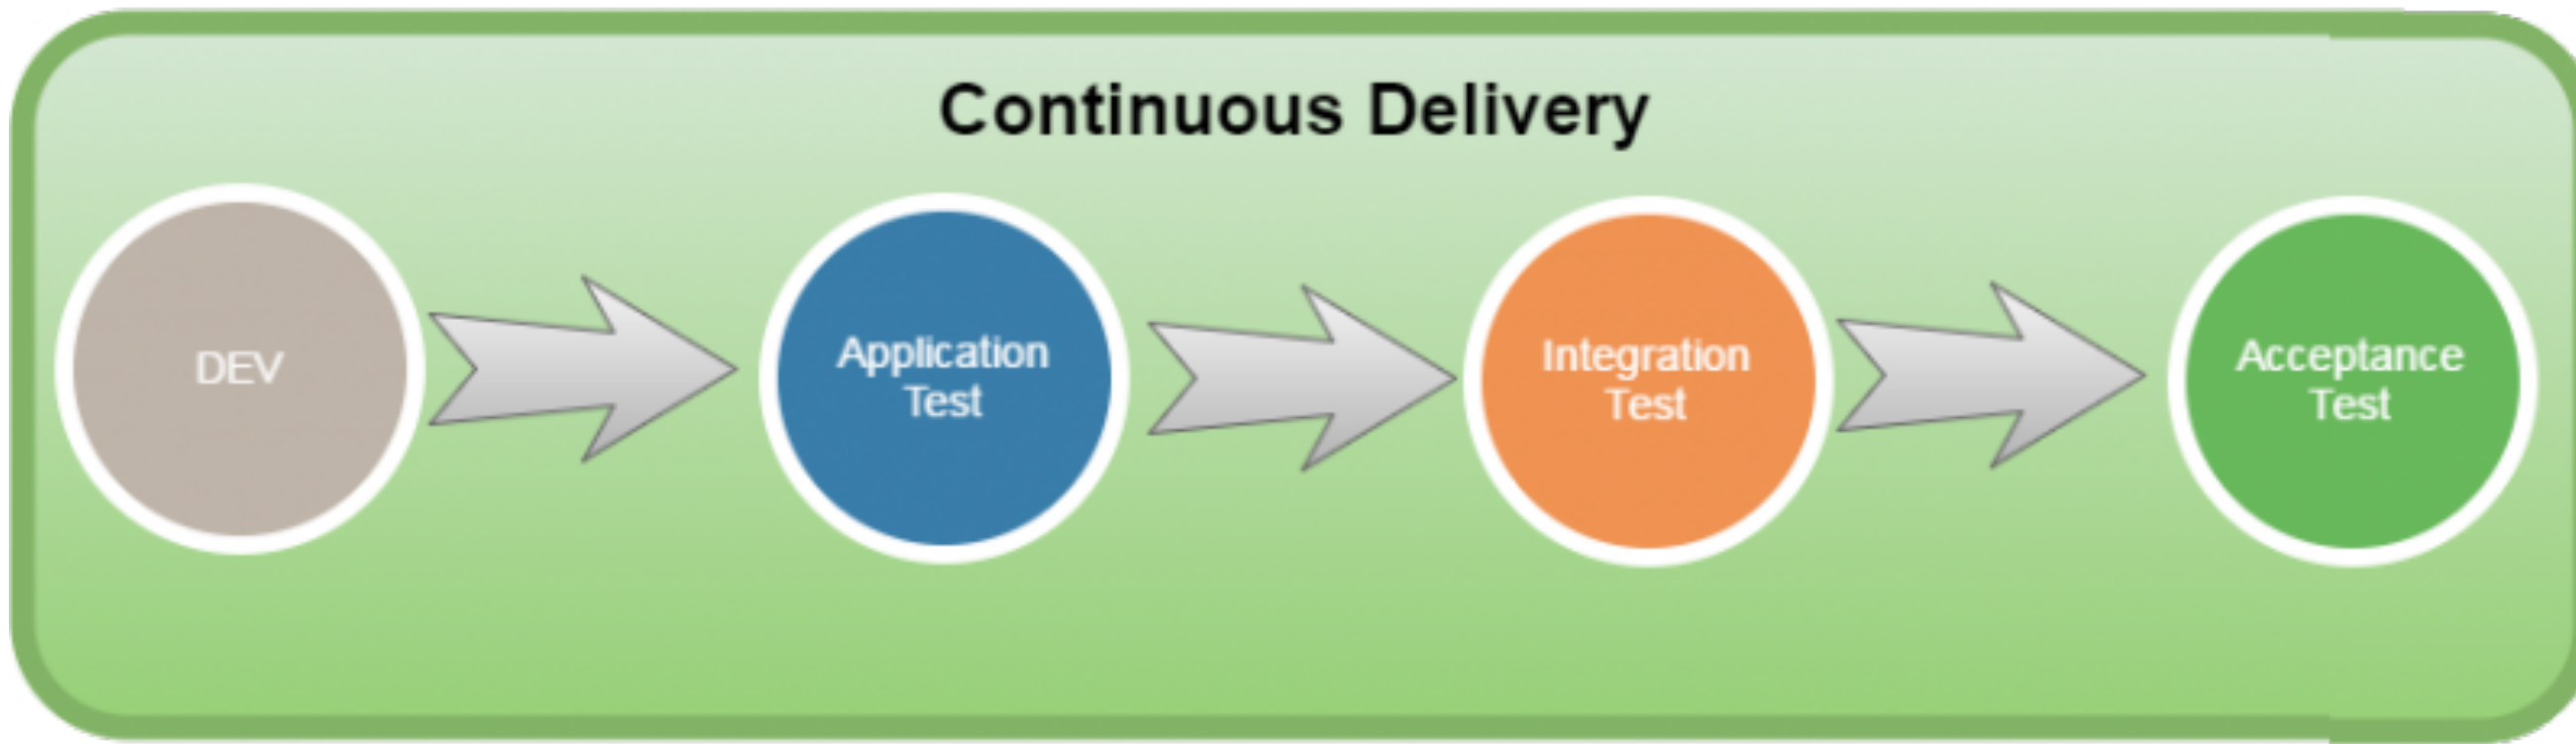 Continuous Delivery
DEV
Application
Test
Integration
Test
Acceptance
Test